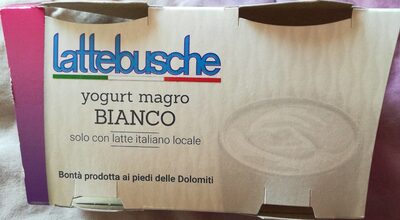 lattebusche
yogurt magro
BIANCO
solo con latte italiano locale
Bontà prodotta ai piedi delle Dolomiti